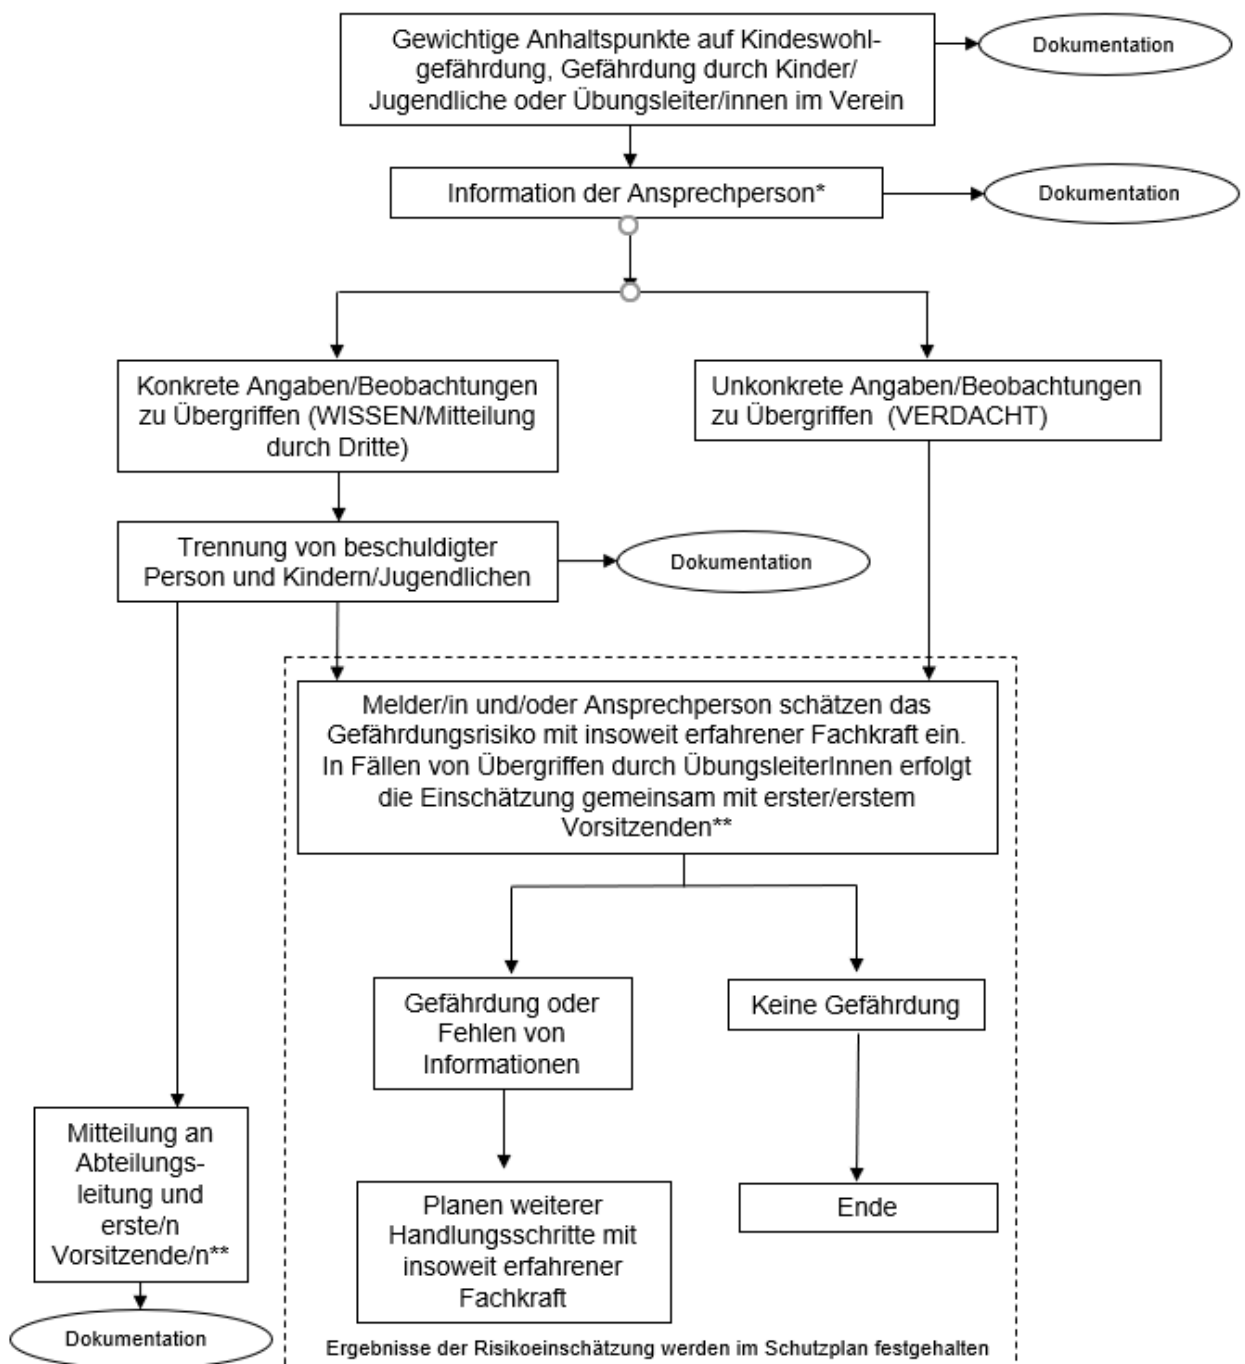 Gewichtige Anhaltspunkte auf Kindeswohl-
gefährdung, Gefährdung durch Kinder/
Jugendliche oder Übungsleiter/innen im Verein
Dokumentation
Information der Ansprechperson*
Dokumentation
Konkrete Angaben/Beobachtungen
zu Übergriffen (WISSEN/Mitteilung
durch Dritte)
Unkonkrete Angaben/Beobachtungen
zu Übergriffen (VERDACHT)
Trennung von beschuldigter
Person und Kindern/Jugendlichen
Dokumentation
Melder/in und/oder Ansprechperson schätzen das
Gefährdungsrisiko mit insoweit erfahrener Fachkraft ein.
In Fällen von Übergriffen durch ÜbungsleiterInnen erfolgt
die Einschätzung gemeinsam mit erster/erstem
Vorsitzenden**
Gefährdung oder
Fehlen von
Informationen
Keine Gefährdung
Mitteilung an
Abteilungs-
leitung und
erste/n
Vorsitzende/n**
Planen weiterer
Handlungsschritte mit
insoweit erfahrener
Fachkraft
Ende
Dokumentation
Ergebnisse der Risikoeinschätzung werden im Schutzplan festgehalten